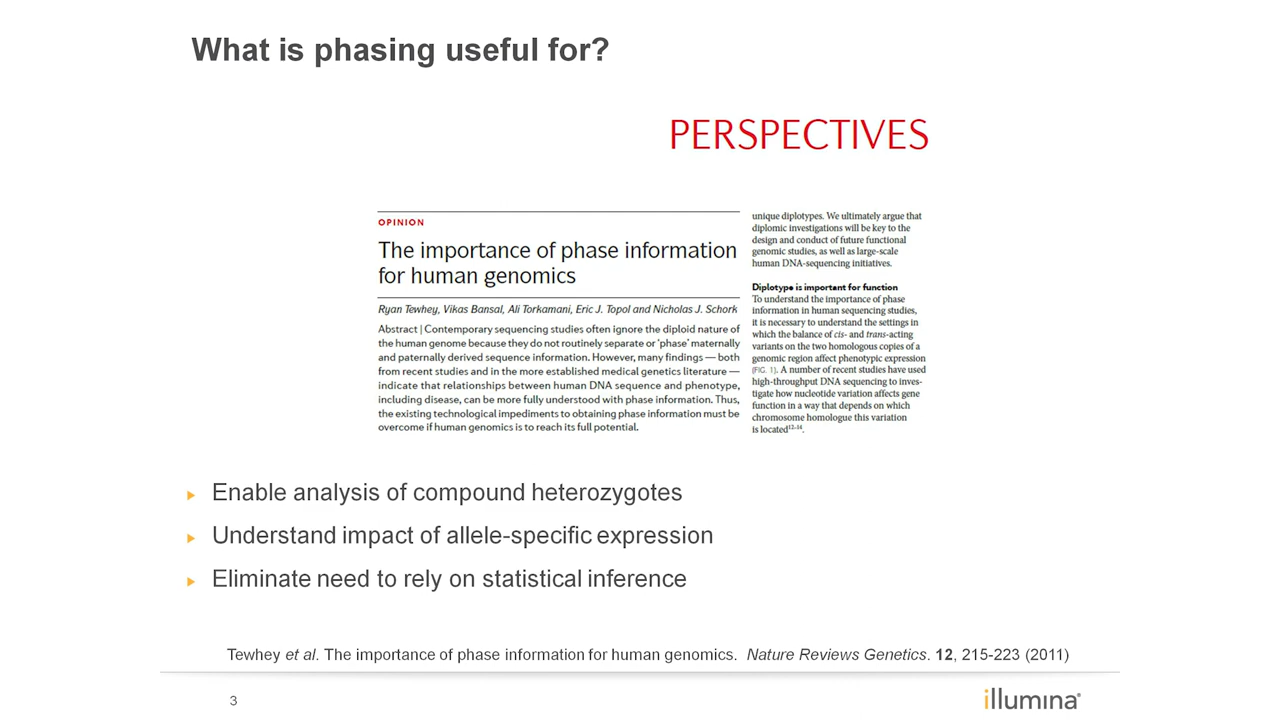 What is phasing useful for?
PERSPECTIVES
OPINION
The importance of phase information
for human genomics
Ryan Tewhey, Vikas Bansal, Ali Torkamani, Eric J. Topol and Nicholas J. Schork
Abstract | Contemporary sequencing studies often ignore the diploid nature of
the human genome because they do not routinely separate or 'phase' maternally
and paternally derived sequence information. However, many findings — both
from recent studies and in the more established medical genetics literature —
indicate that relationships between human DNA sequence and phenotype,
including disease, can be more fully understood with phase information. Thus,
the existing technological impediments to obtaining phase information must be
overcome if human genomics is to reach its full potential.
unique diplotypes. We ultimately argue that
diplomic investigations will be key to the
design and conduct of future functional
genomic studies, as well as large-scale
human DNA-sequencing initiatives.
Diplotype is important for function
To understand the importance of phase
information in human sequencing studies,
it is necessary to understand the settings in
which the balance of cis- and trans-acting
variants on the two homologous copies of a
genomic region affect phenotypic expression
(FIG. 1). A number of recent studies have used
high-throughput DNA sequencing to inves-
tigate how nucleotide variation affects gene
function in a way that depends on which
chromosome homologue this variation
is located12–14.
Enable analysis of compound heterozygotes
Understand impact of allele-specific expression
Eliminate need to rely on statistical inference
Tewhey et al. The importance of phase information for human genomics. Nature Reviews Genetics. 12, 215-223 (2011)
3
illumina®